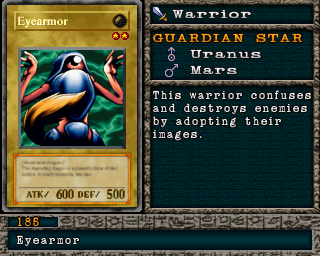 Eyearmor
ATK/ 600 DEF/ 500
Warrior
GUARDIAN STAR
Uranus
Mars
This warrior confuses
and destroys enemies
by adopting their
images.
185
Eyearmor